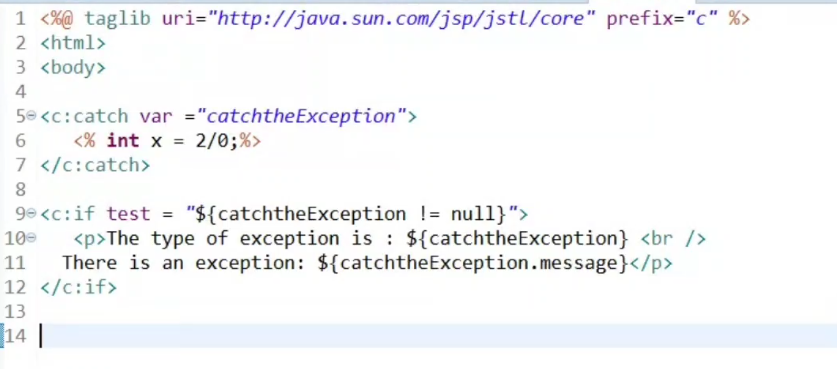 1 <%@ taglib uri="http://java.sun.com/jsp/jstl/core" prefix="c" %>
2 <html>
3 <body>
4
5 <c:catch var ="catchtheException">
6 <% int x = 2/0;%>
7 </c:catch>
8
9 <c:if test = "${catchtheException != null}">
10 <p>The type of exception is : ${catchtheException} <br />
11 There is an exception: ${catchtheException.message}</p>
12 </c:if>
13
14